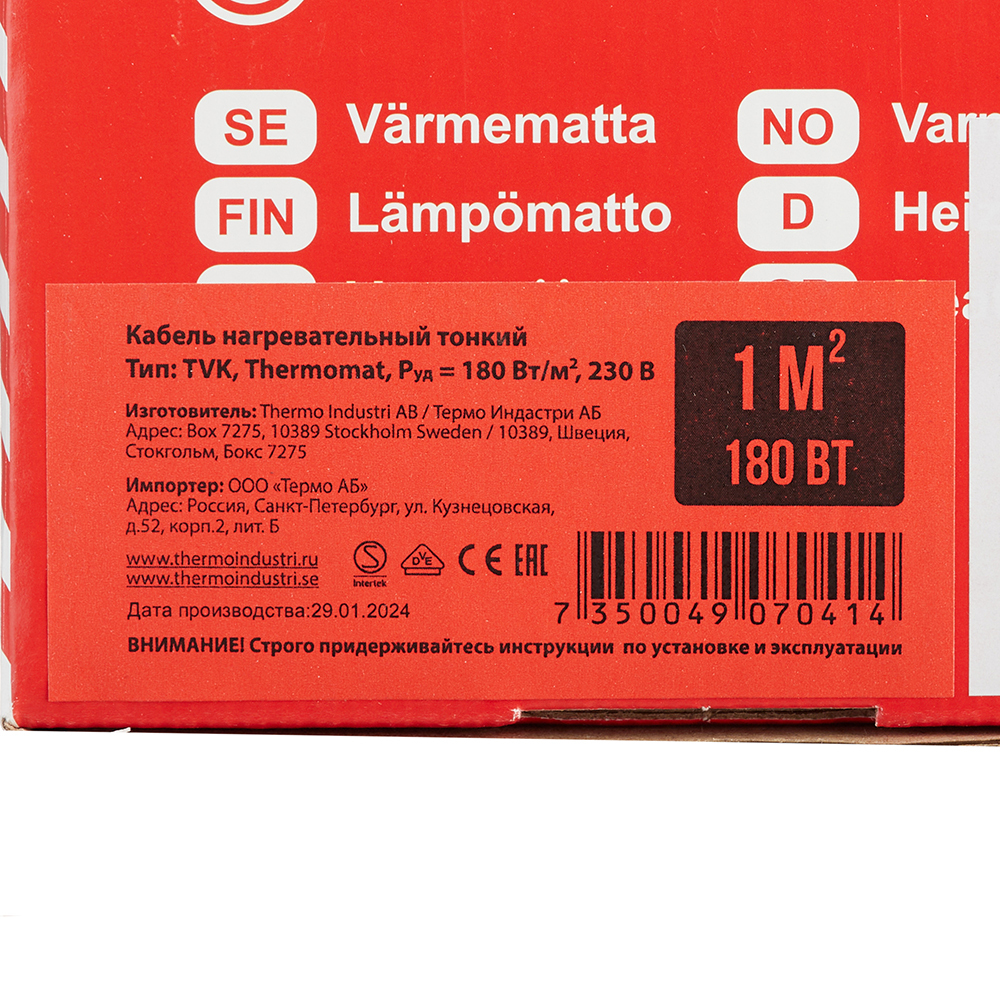 SE Värmematta NO
FIN Lämpömatto D
Кабель нагревательный тонкий
Тип: TVK, Thermomat, Руд = 180 Вт/м², 230 В
1 М²
180 ВТ
Изготовитель: Thermo Industri AB / Термо Индастри АБ
Адрес: Box 7275, 10389 Stockholm Sweden / 10389, Швеция,
Стокгольм, Бокс 7275
Импортер: ООО «Термо АБ»
Адрес: Россия, Санкт-Петербург, ул. Кузнецовская,
д.52, корп.2, лит. Б
www.thermoindustri.ru
www.thermoindustri.se
S Intertek DVE CE EAC
Дата производства:29.01.2024
7 350049 070414
ВНИМАНИЕ! Строго придерживайтесь инструкции по установке и эксплуатации